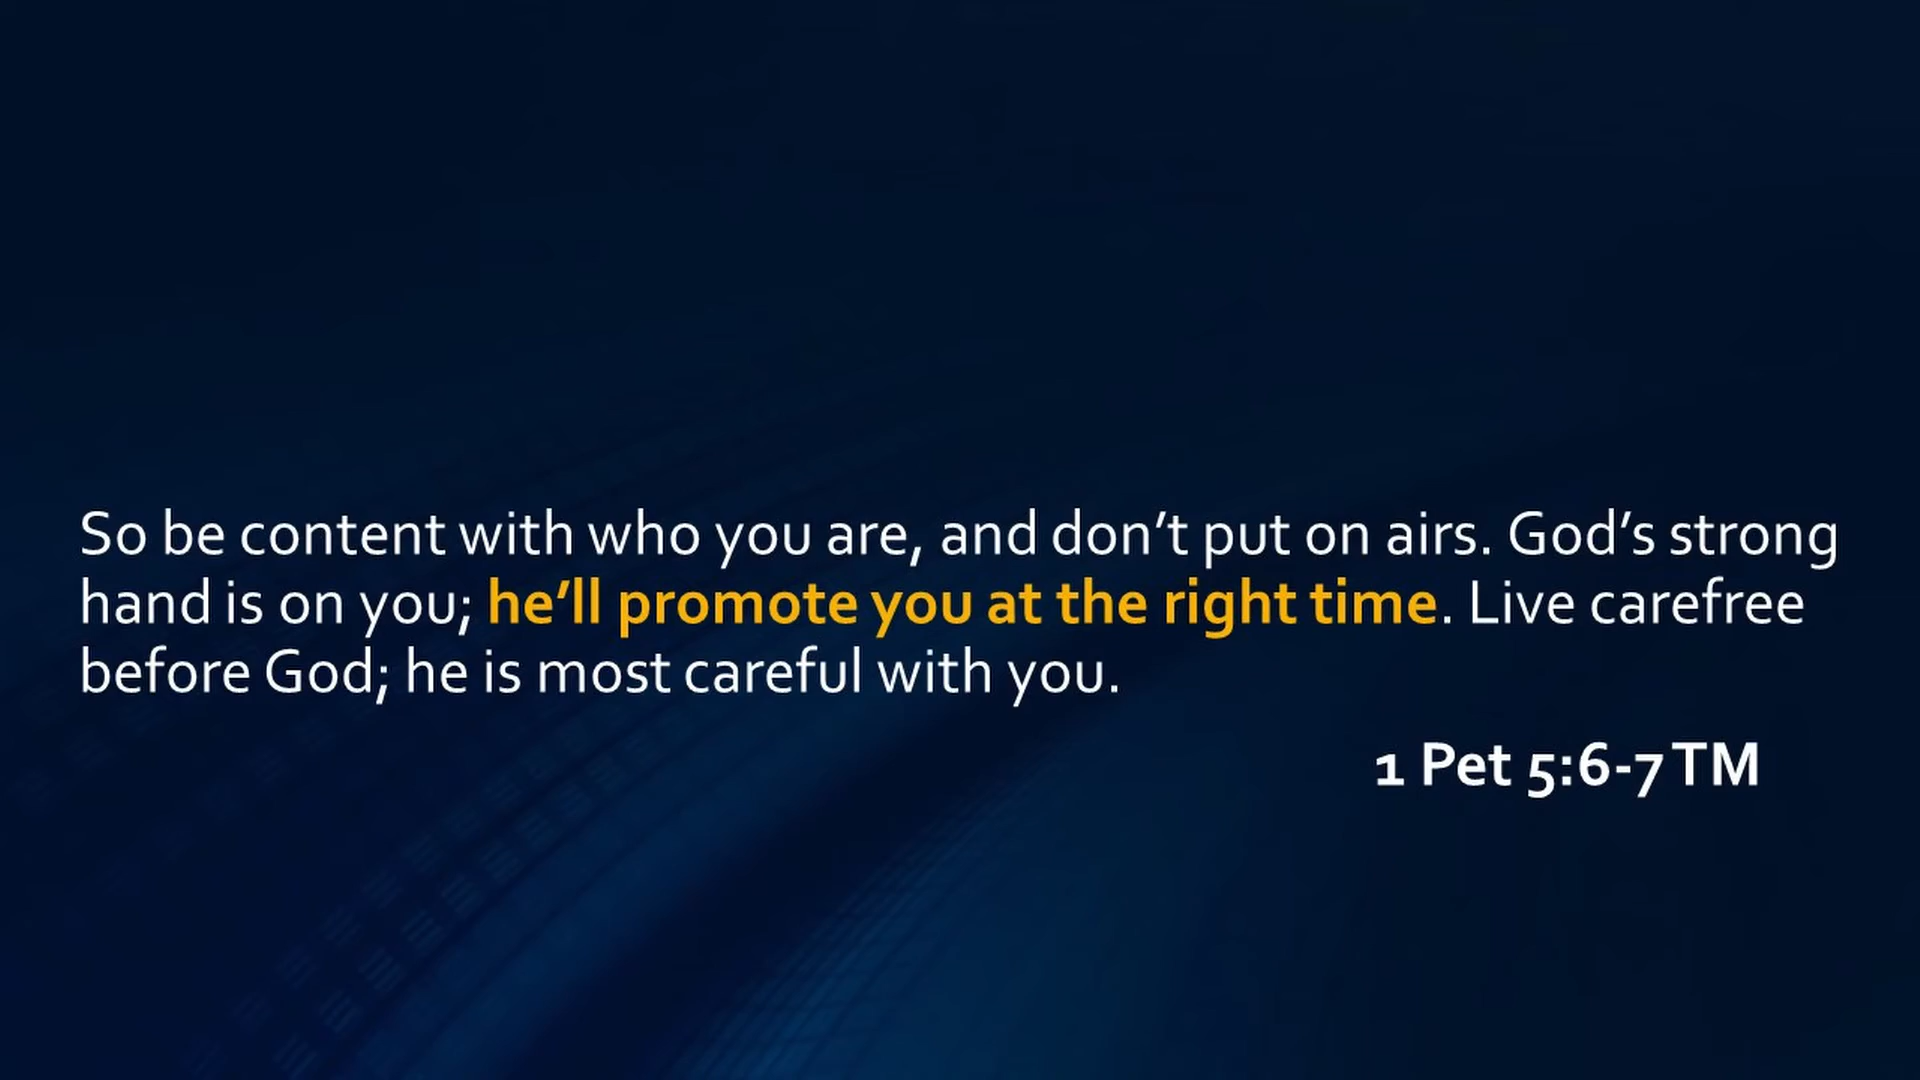 So be content with who you are, and don’t put on airs. God’s strong
hand is on you; he’ll promote you at the right time. Live carefree
before God; he is most careful with you.
1 Pet 5:6-7 TM